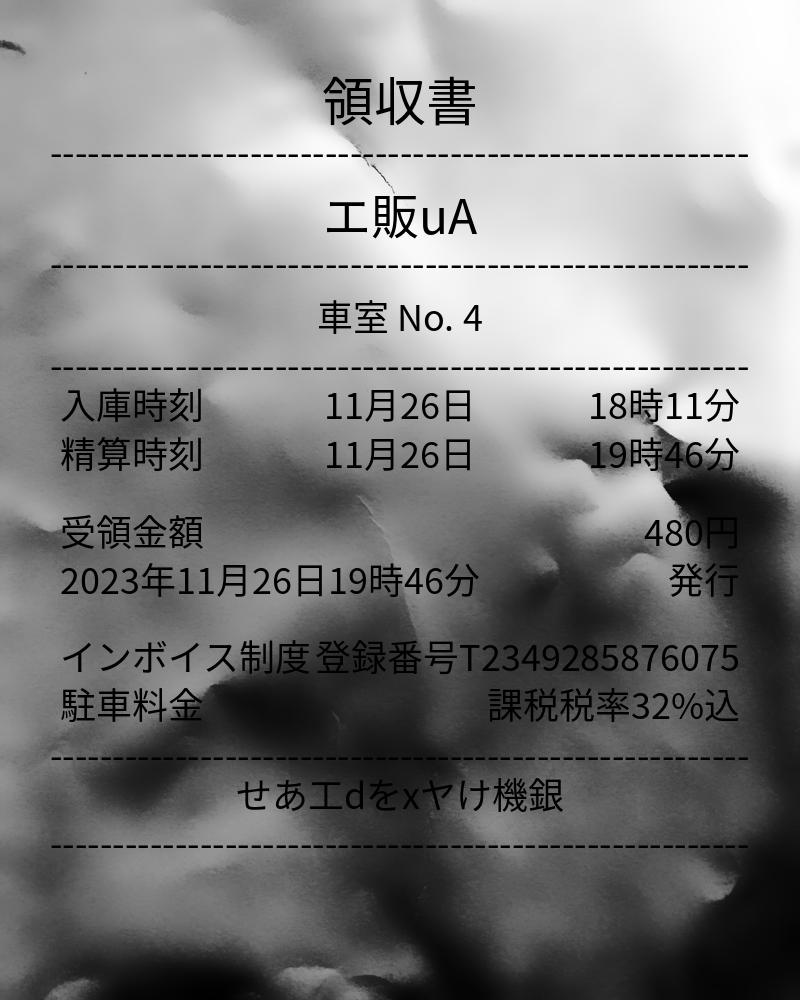 領収書
工販uA
車室 No. 4
入庫時刻 11月26日 18時11分
精算時刻 11月26日 19時46分
受領金額 480円
2023年11月26日19時46分 発行
インボイス制度 登録番号T2349285876075
駐車料金 課税税率32%込
せあ工dをxヤけ機銀